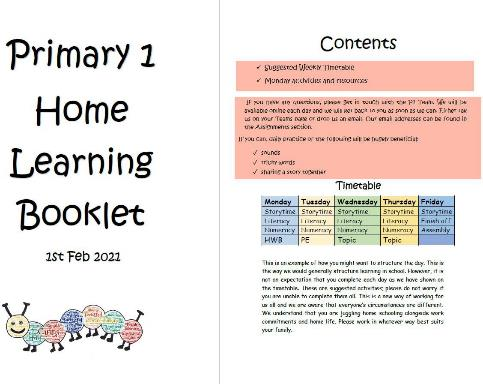 Primary 1
Home
Learning
Booklet
1st Feb 2021
Contents
✓ Suggested Weekly Timetable
✓ Monday activities and resources
If you have any questions, please get in touch with the P1 Team. We will be
available online each day and we will get back to you as soon as we can. Either tag
us on your Teams page or drop us an email. Our email addresses can be found in
the Assignments section.
If you can, daily practice of the following will be hugely beneficial:
✓ sounds
✓ tricky words
✓ sharing a story together
Timetable
Monday Tuesday Wednesday Thursday Friday
Storytime Storytime Storytime Storytime Storytime
Literacy Literacy Literacy Literacy Finish off
Numeracy Numeracy Numeracy Numeracy Assembly
HWB PE Topic Topic
This is an example of how you might want to structure the day. This is
the way we would generally structure learning in school. However, it is
not an expectation that you complete each day as we have shown on
the timetable. These are suggested activities; please do not worry if
you are unable to complete them all. This is a new way of working for
us all and we are aware that everyone's circumstances are different.
We understand that you are juggling home schooling alongside work
commitments and home life. Please work in whatever way best suits
your family.